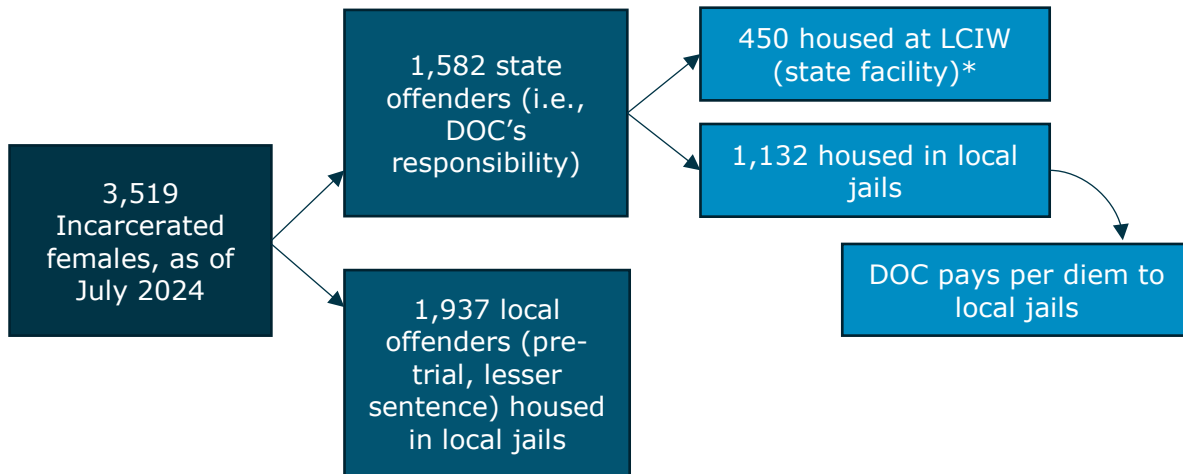 3,519
Incarcerated
females, as of
July 2024
1,582 state
offenders (i.e.,
DOC's
responsibility)
1,937 local
offenders (pre-
trial, lesser
sentence) housed
in local jails
450 housed at LCIW
(state facility)*
1,132 housed in local
jails
DOC pays per diem to
local jails